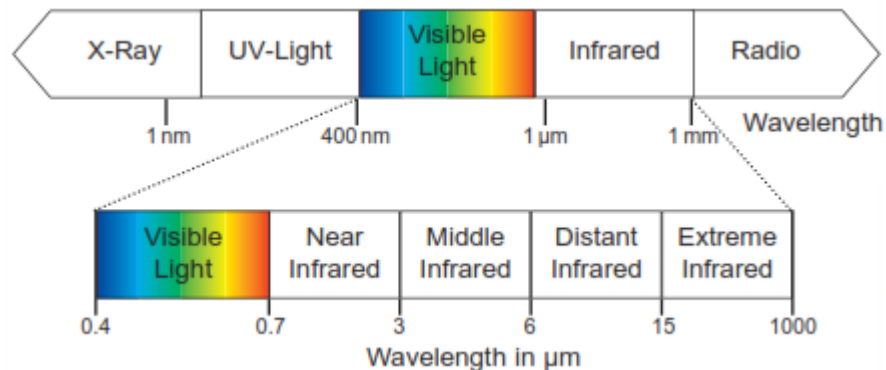 X-Ray UV-Light Visible Light Infrared Radio
1 nm 400 nm 1 µm 1 mm Wavelength
Visible Light Near Infrared Middle Infrared Distant Infrared Extreme Infrared
0.4 0.7 3 6 15 1000
Wavelength in µm